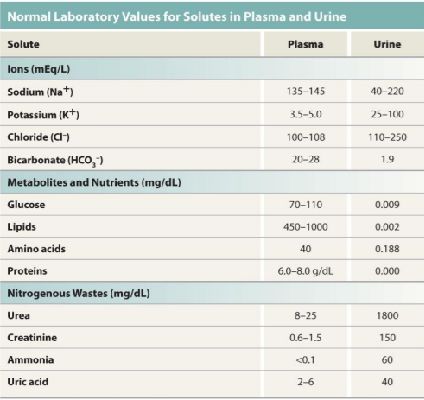 Normal Laboratory Values for Solutes in Plasma and Urine
Solute Plasma Urine
Ions (mEq/L)
Sodium (Na+) 135–145 40–220
Potassium (K+) 3.5–5.0 25–100
Chloride (Cl–) 100–108 110–250
Bicarbonate (HCO3–) 20–28 1.9
Metabolites and Nutrients (mg/dL)
Glucose 70–110 0.009
Lipids 450–1000 0.002
Amino acids 40 0.188
Proteins 6.0–8.0 g/dL 0.000
Nitrogenous Wastes (mg/dL)
Urea 8–25 1800
Creatinine 0.6–1.5 150
Ammonia <0.1 60
Uric acid 2–6 40